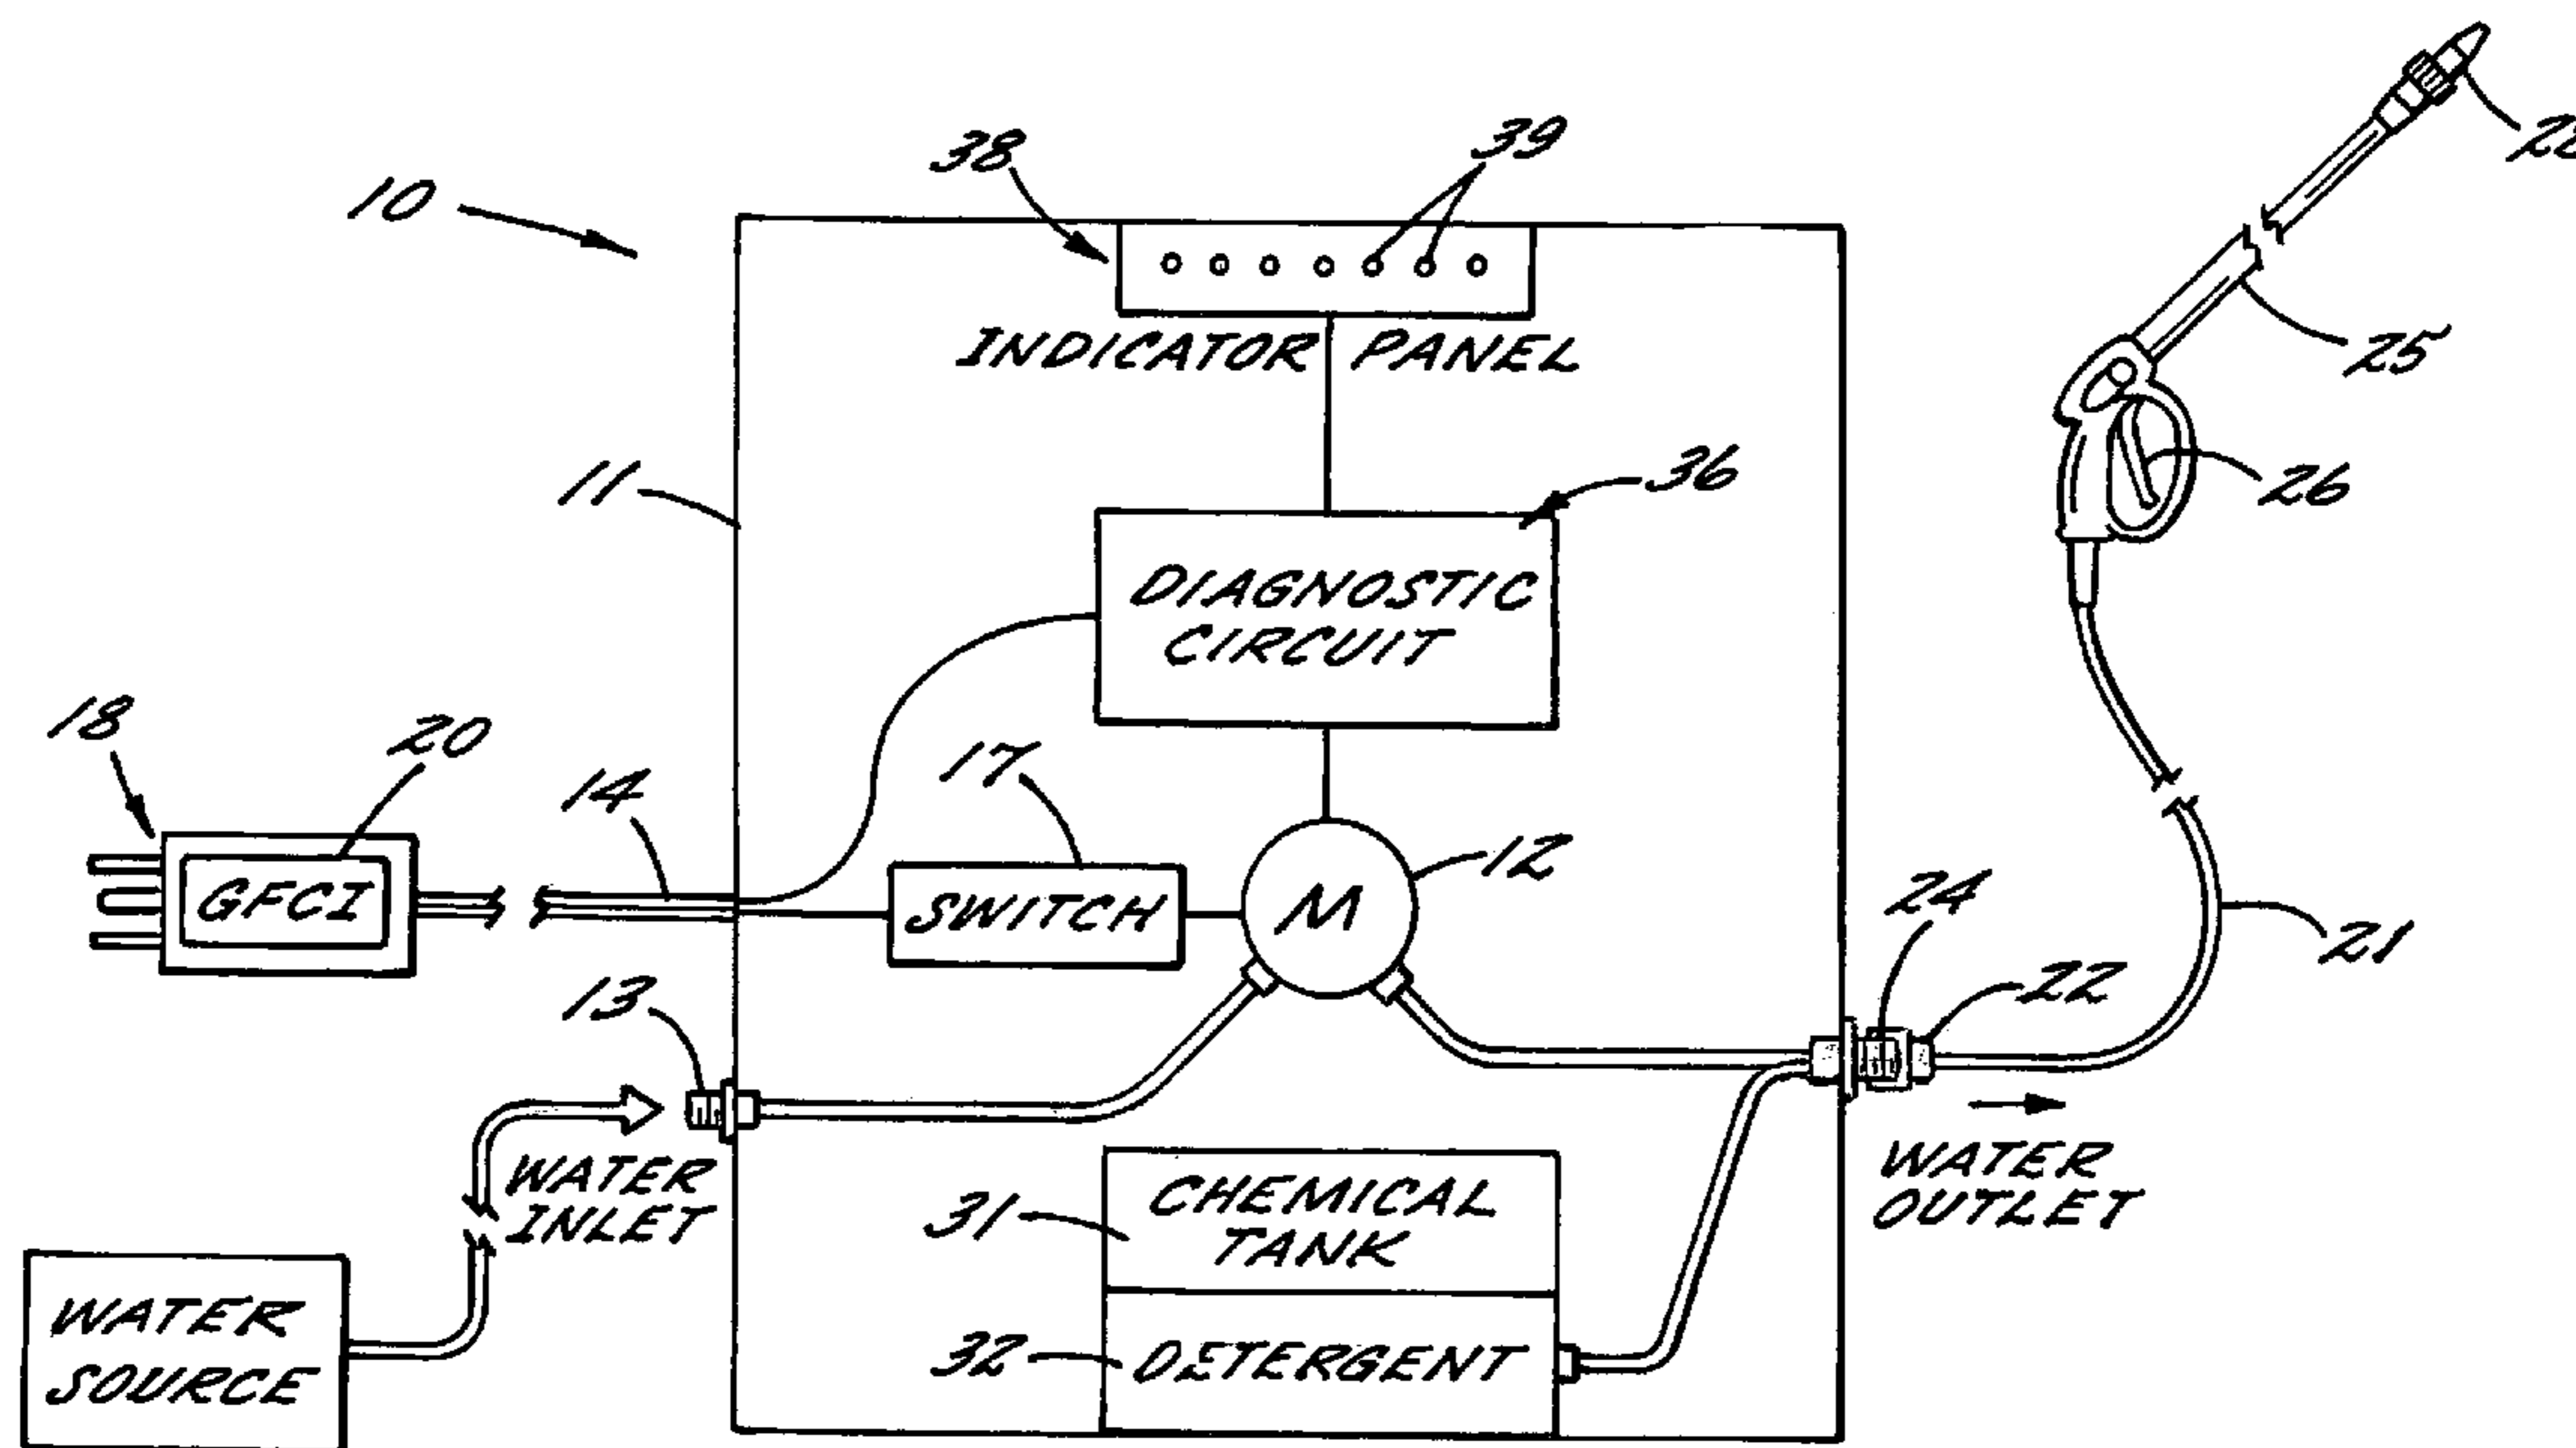 28
39
38
10
INDICATOR PANEL
25
36
11
26
DIAGNOSTIC
CIRCUIT
18
20
17
14
12
GFCI
SWITCH
M
24
21
22
13
WATER
INLET
WATER
OUTLET
CHEMICAL
TANK
31
WATER
SOURCE
32
DETERGENT